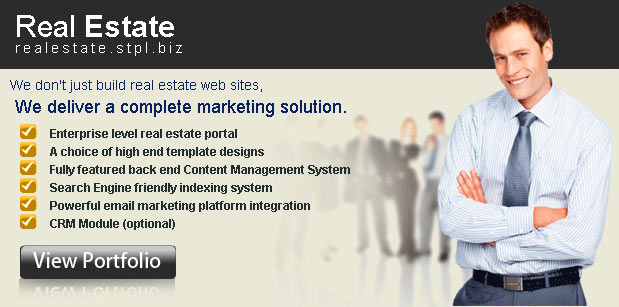 Real Estate
realestate.stpl.biz
We don't just build real estate web sites,
We deliver a complete marketing solution.
Enterprise level real estate portal
A choice of high end template designs
Fully featured back end Content Management System
Search Engine friendly indexing system
Powerful email marketing platform integration
CRM Module (optional)
View Portfolio